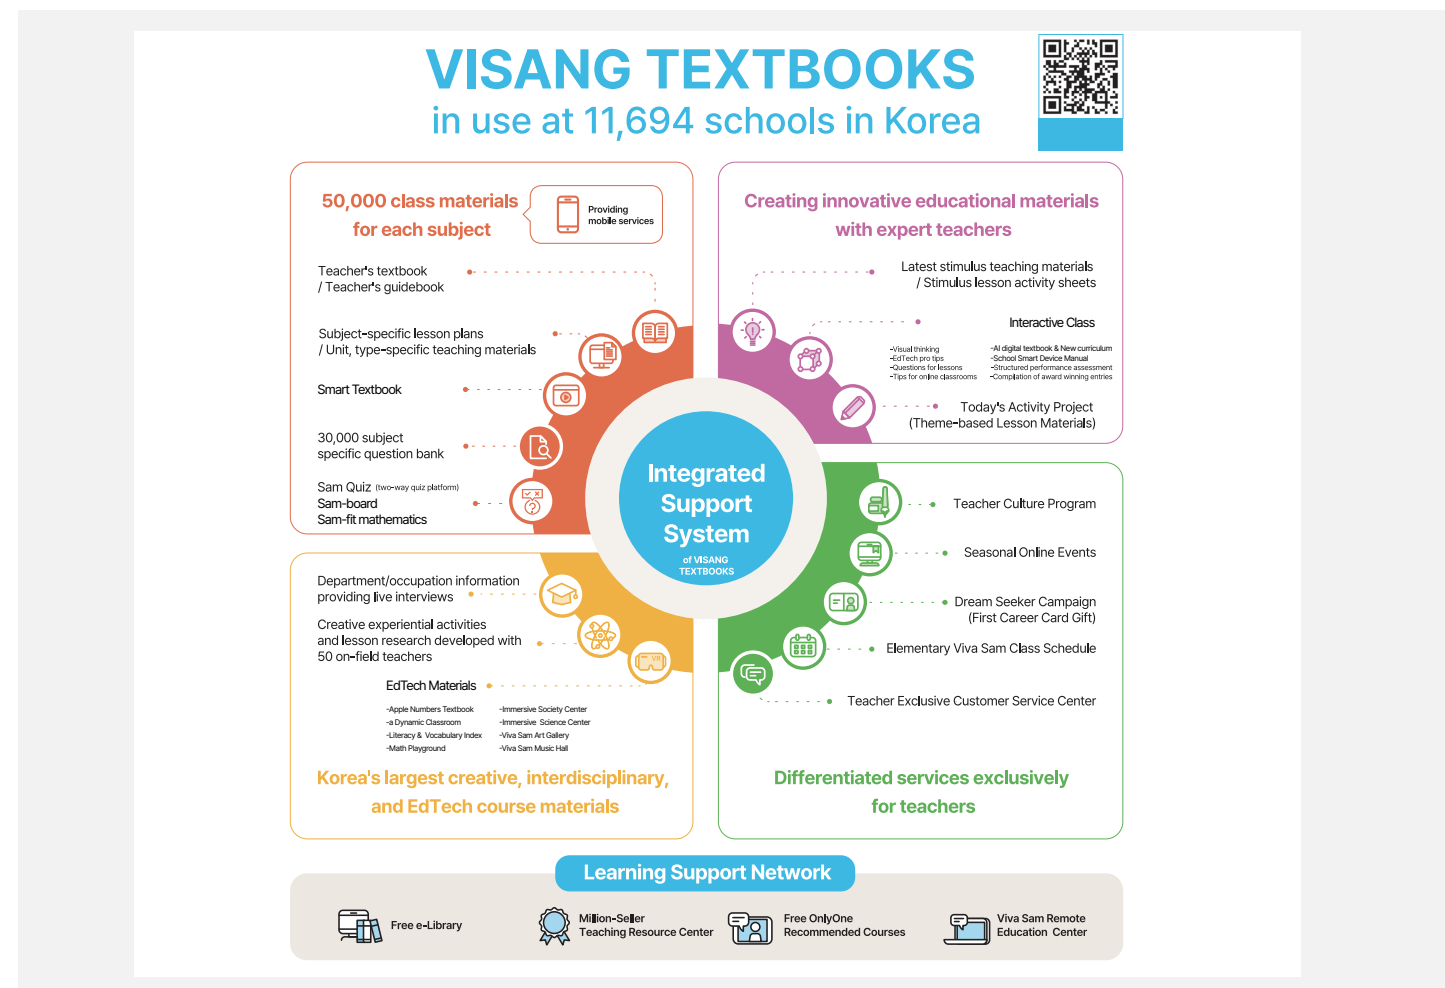 VISANG TEXTBOOKS
in use at 11,694 schools in Korea
50,000 class materials
for each subject
Providing
mobile services
Teacher's textbook
/ Teacher's guidebook
Subject-specific lesson plans
/ Unit, type-specific teaching materials
Smart Textbook
30,000 subject
specific question bank
Sam Quiz (two-way quiz platform)
Sam-board
Sam-fit mathematics
Creating innovative educational materials
with expert teachers
Latest stimulus teaching materials
/ Stimulus lesson activity sheets
Interactive Class
-Visual thinking
-EdTech pro tips
-Questions for lessons
-Tips for online classrooms
-AI digital textbook & New curriculum
-School Smart Device Manual
-Structured performance assessment
-Compilation of award winning entries
Today's Activity Project
(Theme-based Lesson Materials)
Integrated
Support
System
of VISANG
TEXTBOOKS
Department/occupation information
providing live interviews
Creative experiential activities
and lesson research developed with
50 on-field teachers
VR
EdTech Materials
-Apple Numbers Textbook
-a Dynamic Classroom
-Literacy & Vocabulary Index
-Math Playground
-Immersive Society Center
-Immersive Science Center
-Viva Sam Art Gallery
-Viva Sam Music Hall
Korea's largest creative, interdisciplinary,
and EdTech course materials
Teacher Culture Program
Seasonal Online Events
Dream Seeker Campaign
(First Career Card Gift)
Elementary Viva Sam Class Schedule
Teacher Exclusive Customer Service Center
Differentiated services exclusively
for teachers
Learning Support Network
Free e-Library
Million-Seller
Teaching Resource Center
Free OnlyOne
Recommended Courses
Viva Sam Remote
Education Center